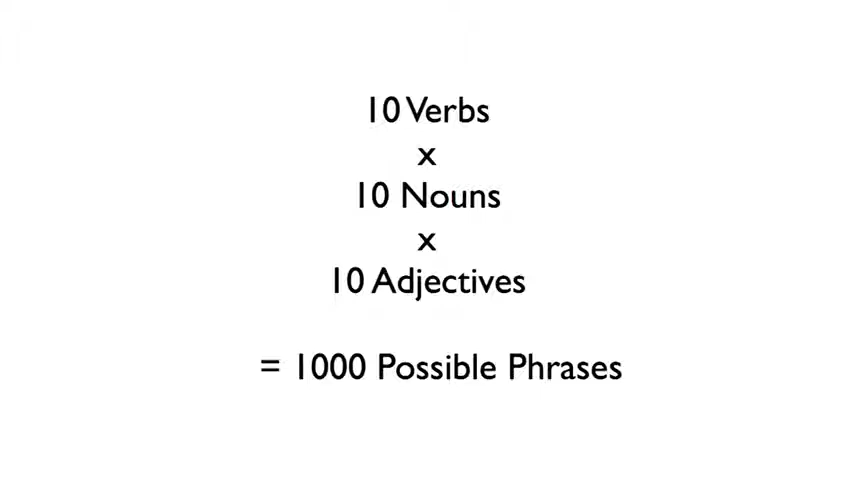 10 Verbs
x
10 Nouns
x
10 Adjectives
= 1000 Possible Phrases